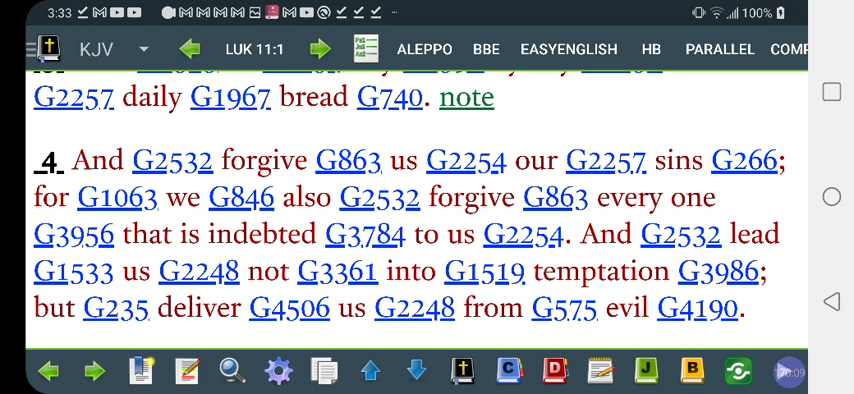 3:33 100%
KJV LUK 11:1 ALEPPO BBE EASYENGLISH HB PARALLEL COMP
G2257 daily G1967 bread G740. note
4 And G2532 forgive G863 us G2254 our G2257 sins G266;
for G1063 we G846 also G2532 forgive G863 every one
G3956 that is indebted G3784 to us G2254. And G2532 lead
G1533 us G2248 not G3361 into G1519 temptation G3986;
but G235 deliver G4506 us G2248 from G575 evil G4190.
C D J B